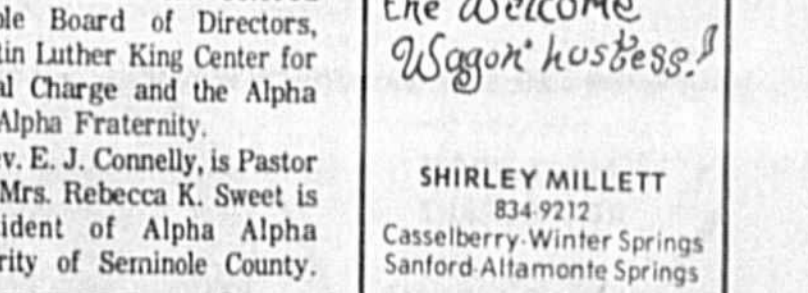 ole Board of Directors,
tin Luther King Center for
al Charge and the Alpha
Alpha Fraternity.
v. E. J. Connelly, is Pastor
Mrs. Rebecca K. Sweet is
ident of Alpha Alpha
rity of Seminole County.
the Welcome
Wagon hostess!
SHIRLEY MILLETT
834-9212
Casselberry-Winter Springs
Sanford-Altamonte Springs